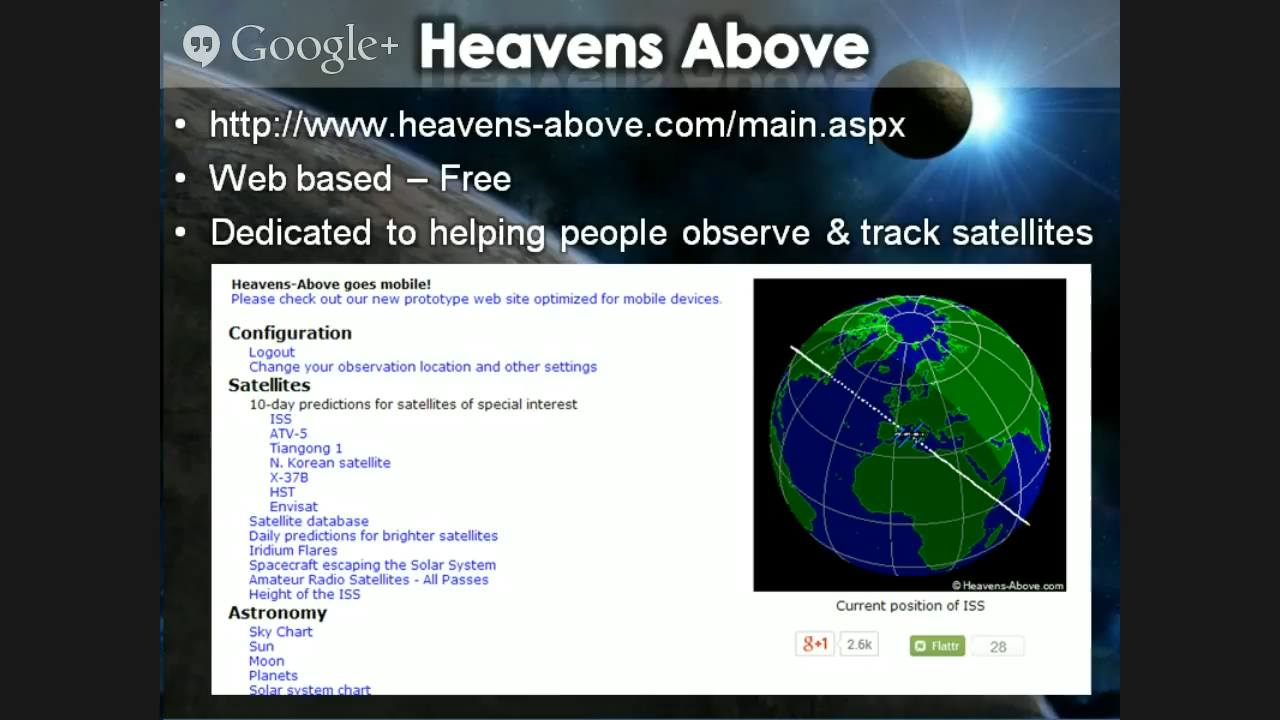 Google+ Heavens Above
• http://www.heavens-above.com/main.aspx
• Web based – Free
• Dedicated to helping people observe & track satellites
Heavens-Above goes mobile!
Please check out our new prototype web site optimized for mobile devices.
Configuration
Logout
Change your observation location and other settings
Satellites
10-day predictions for satellites of special interest
ISS
ATV-5
Tiangong 1
N. Korean satellite
X-37B
HST
Envisat
Satellite database
Daily predictions for brighter satellites
Iridium Flares
Spacecraft escaping the Solar System
Amateur Radio Satellites - All Passes
Height of the ISS
Astronomy
Sky Chart
Sun
Moon
Planets
Solar system chart
© Heavens-Above.com
Current position of ISS
g+1 2.6k Flattr 28